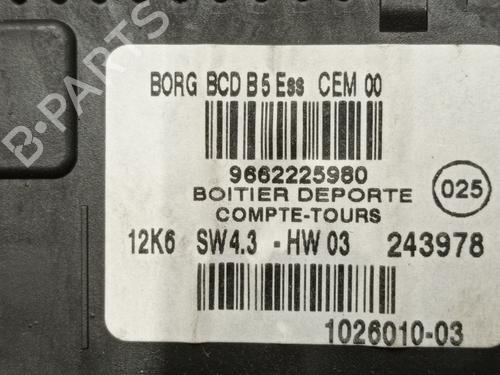 BORG BCD B5 Ess CEM 00
9662225980
BOITIER DEPORTE
COMPTE-TOURS
025
12K6 SW4.3 - HW 03 243978
1026010-03
B-PARTS